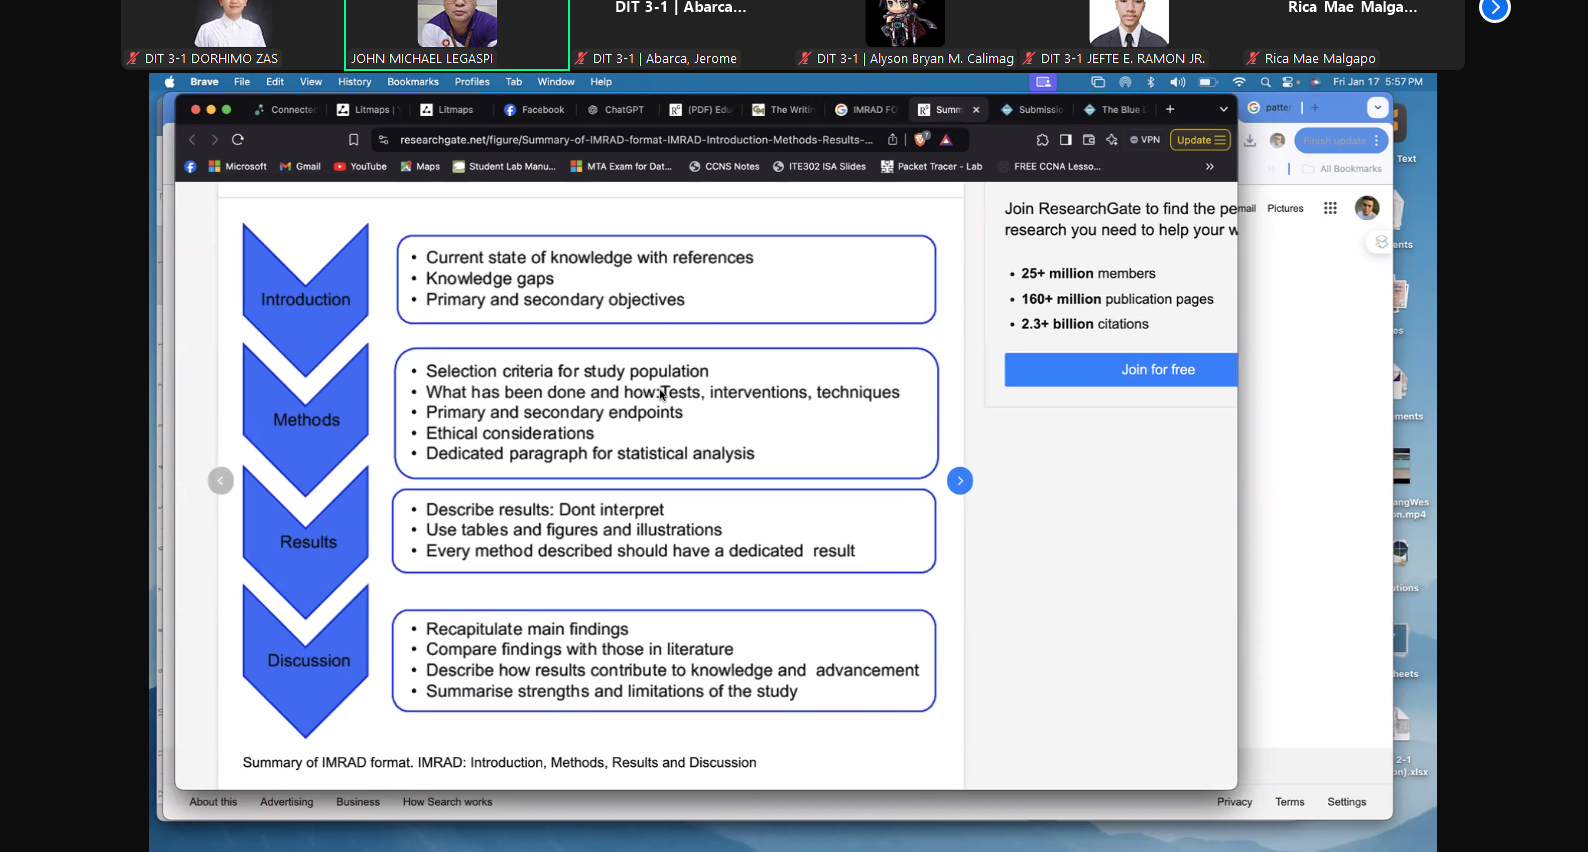 DIT 3-1 | Abarca...
Rica Mae Malga...
DIT 3-1 DORHIMO ZAS
JOHN MICHAEL LEGASPI
DIT 3-1 | Abarca, Jerome
DIT 3-1 | Alyson Bryan M. Calimag
DIT 3-1 JEFTE E. RAMON JR.
Rica Mae Malgapo
Brave File Edit View History Bookmarks Profiles Tab Window Help
Fri Jan 17 5:57 PM
Connecte
Litmaps |
Litmaps
Facebook
ChatGPT
(PDF) Edu
The Writin
IMRAD FO
Summ
Submissio
The Blue L
patter
researchgate.net/figure/Summary-of-IMRAD-format-IMRAD-Introduction-Methods-Results-...
7
VPN
Update
Finish update
Text
Microsoft
Gmail
YouTube
Maps
Student Lab Manu...
MTA Exam for Dat...
CCNS Notes
ITE302 ISA Slides
Packet Tracer - Lab
FREE CCNA Lesso...
»
All Bookmarks
Introduction
• Current state of knowledge with references
• Knowledge gaps
• Primary and secondary objectives
Methods
• Selection criteria for study population
• What has been done and how:Tests, interventions, techniques
• Primary and secondary endpoints
• Ethical considerations
• Dedicated paragraph for statistical analysis
Results
• Describe results: Dont interpret
• Use tables and figures and illustrations
• Every method described should have a dedicated result
Discussion
• Recapitulate main findings
• Compare findings with those in literature
• Describe how results contribute to knowledge and advancement
• Summarise strengths and limitations of the study
Summary of IMRAD format. IMRAD: Introduction, Methods, Results and Discussion
Join ResearchGate to find the pe
research you need to help your w
• 25+ million members
• 160+ million publication pages
• 2.3+ billion citations
Join for free
mail
Pictures
ents
es
ments
angWes
on.mp4
ations
heets
2-1
on).xlsx
About this
Advertising
Business
How Search works
Privacy
Terms
Settings